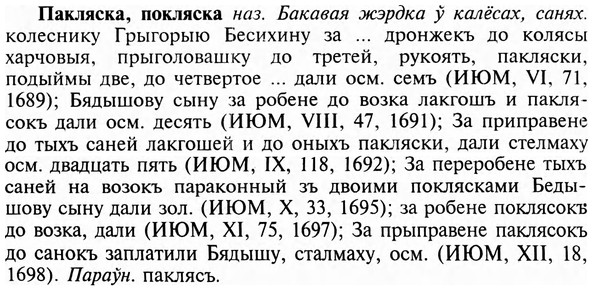 Пакляска, покляска наз. Бакавая жэрдка ў калёсах, санях.
колеснику Грыгорыю Бесихину за ... дронжекъ до колясы
харчовыя, прыголовашку до третей, рукоять, пакляски,
подыймы две, до четвертое ... дали осм. семъ (ИЮМ, VI, 71,
1689); Бядышову сыну за робене до возка лакгошъ и пакля-
сокъ дали осм. десять (ИЮМ, VIII, 47, 1691); За приправене
до тыхъ саней лакгошей и до оныхъ пакляски, дали стелмаху
осм. двадцать пять (ИЮМ, IX, 118, 1692); За переробене тыхъ
саней на возокъ параконный зъ двоими поклясками Беды-
шову сыну дали зол. (ИЮМ, X, 33, 1695); за робене поклясокъ
до возка, дали (ИЮМ, XI, 75, 1697); За прыправене паклясокъ
до санокъ заплатили Бядышу, сталмаху, осм. (ИЮМ, XII, 18,
1698). Параўн. паклясъ.